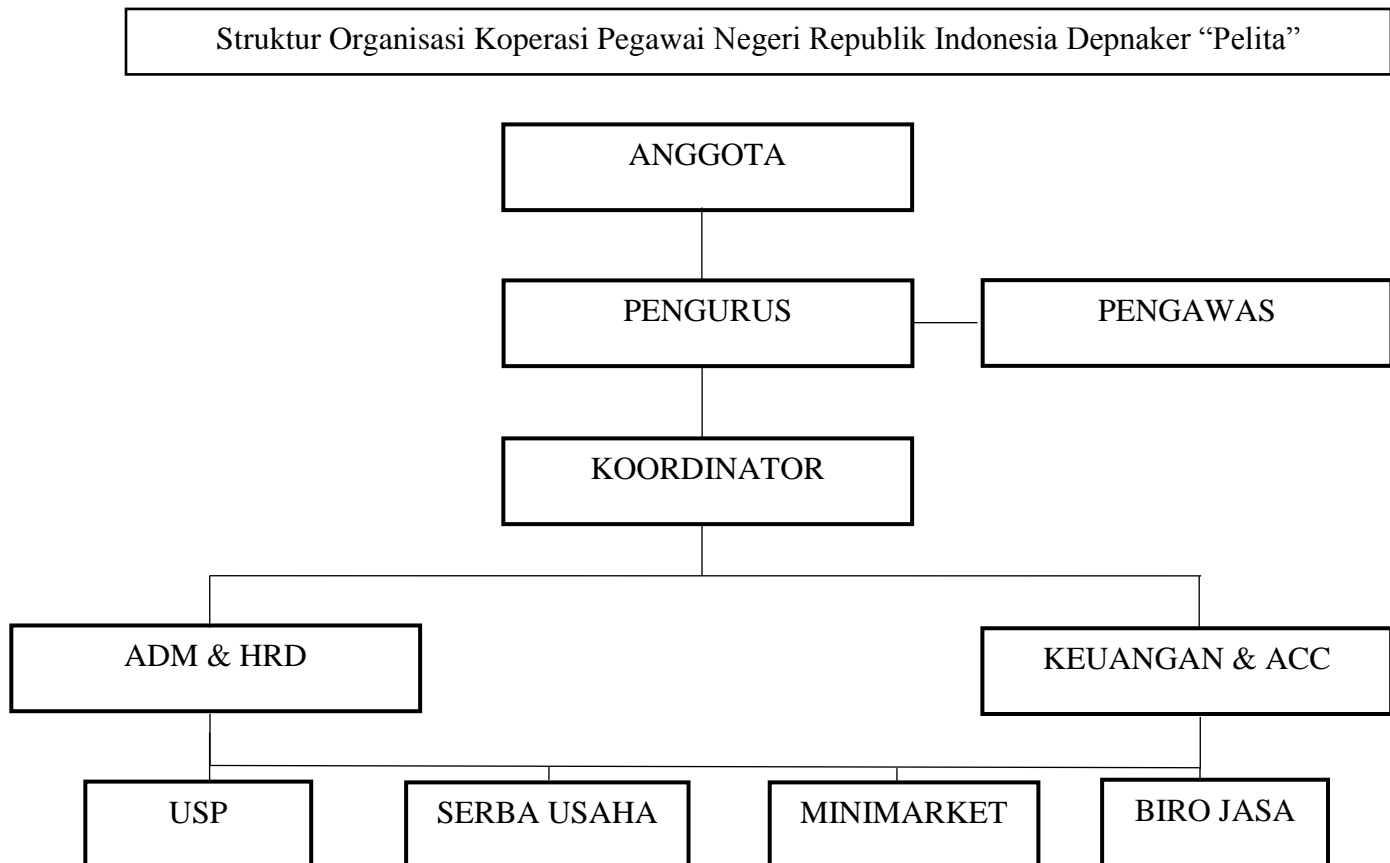 Struktur Organisasi Koperasi Pegawai Negeri Republik Indonesia Depnaker “Pelita”
ANGGOTA
PENGURUS
PENGAWAS
KOORDINATOR
ADM & HRD
KEUANGAN & ACC
USP
SERBA USAHA
MINIMARKET
BIRO JASA